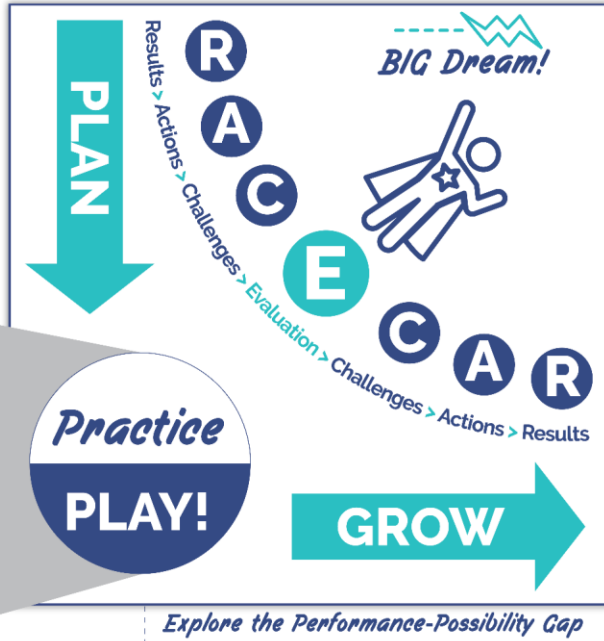 PLAN
R
A
C
E
C
A
R
Results > Actions > Challenges > Evaluation > Challenges > Actions > Results
BIG Dream!
Practice
PLAY!
GROW
Explore the Performance-Possibility Gap